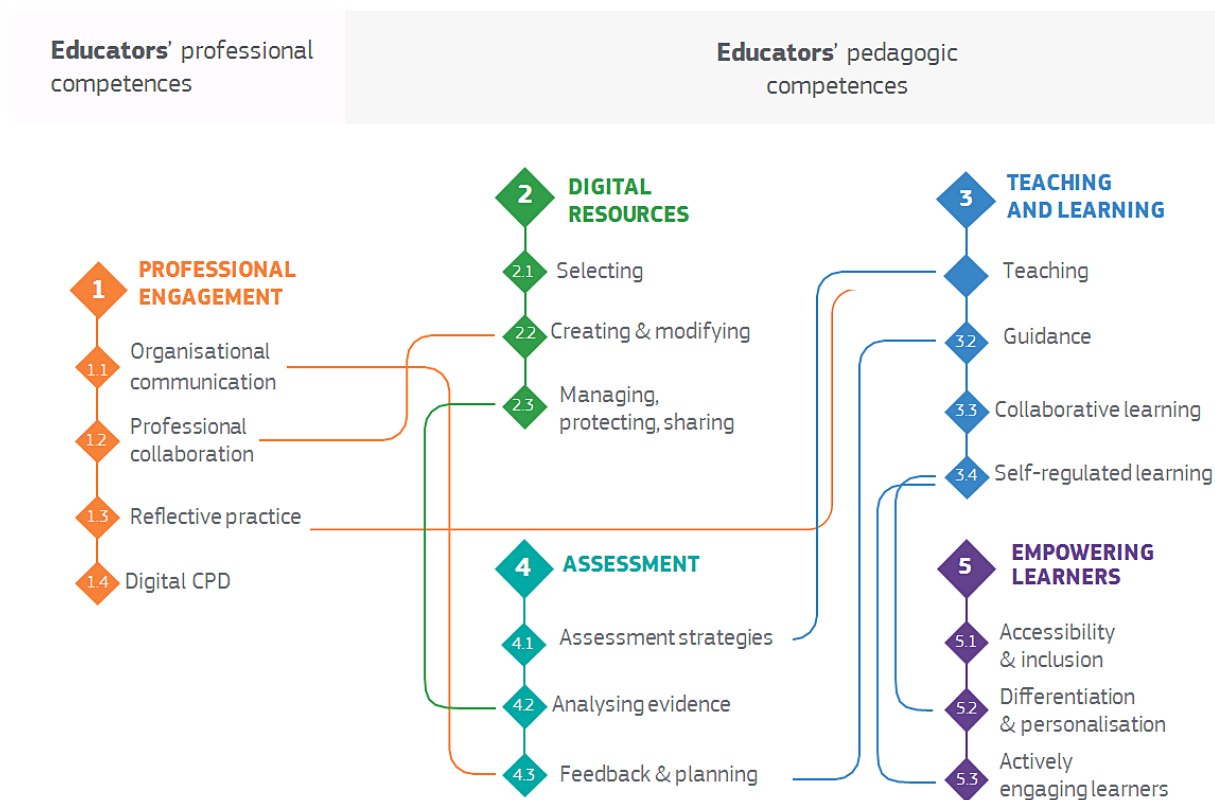 Educators’ professional
competences
Educators’ pedagogic
competences
1
PROFESSIONAL
ENGAGEMENT
1.1
Organisational
communication
1.2
Professional
collaboration
1.3
Reflective practice
1.4
Digital CPD
2
DIGITAL
RESOURCES
2.1
Selecting
2.2
Creating & modifying
2.3
Managing,
protecting, sharing
3
TEACHING
AND LEARNING
Teaching
3.2
Guidance
3.3
Collaborative learning
3.4
Self-regulated learning
4
ASSESSMENT
4.1
Assessment strategies
4.2
Analysing evidence
4.3
Feedback & planning
5
EMPOWERING
LEARNERS
5.1
Accessibility
& inclusion
5.2
Differentiation
& personalisation
5.3
Actively
engaging learners